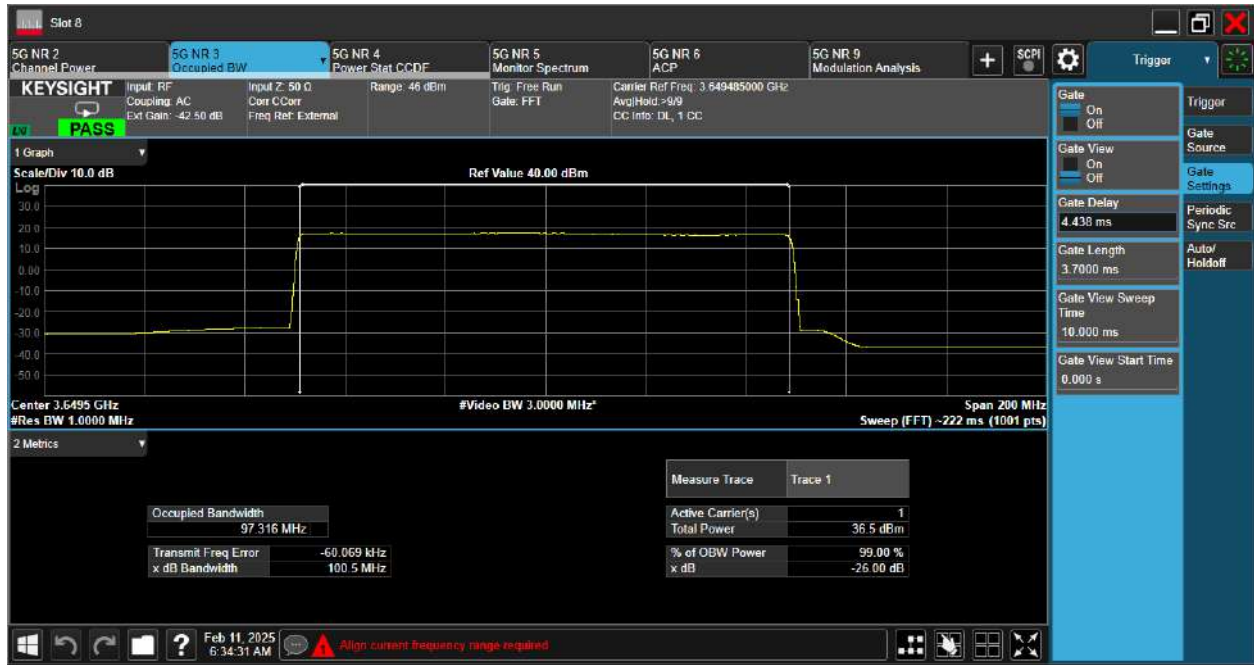 Slot 8
5G NR 2
Channel Power
5G NR 3
Occupied BW
5G NR 4
Power Stat CCDF
5G NR 5
Monitor Spectrum
5G NR 6
ACP
5G NR 9
Modulation Analysis
+
SCPI
Trigger
KEYSIGHT
PASS
Input: RF
Coupling: AC
Ext Gain: -42.50 dB
Input Z: 50 Ω
Corr CCorr
Freq Ref: External
Range: 46 dBm
Trig: Free Run
Gate: FFT
Carrier Ref Freq: 3.649485000 GHz
Avg|Hold:>9/9
CC Info: DL, 1 CC
1 Graph
Scale/Div 10.0 dB
Ref Value 40.00 dBm
Log
30.0
20.0
10.0
0.00
-10.0
-20.0
-30.0
-40.0
-50.0
Center 3.6495 GHz
#Video BW 3.0000 MHz*
Span 200 MHz
#Res BW 1.0000 MHz
Sweep (FFT) ~222 ms (1001 pts)
2 Metrics
Measure Trace
Trace 1
Occupied Bandwidth
97.316 MHz
Active Carrier(s)
1
Total Power
36.5 dBm
Transmit Freq Error
-60.069 kHz
% of OBW Power
99.00 %
x dB Bandwidth
100.5 MHz
x dB
-26.00 dB
Gate
On
Off
Gate View
On
Off
Gate Delay
4.438 ms
Gate Length
3.7000 ms
Gate View Sweep
Time
10.000 ms
Gate View Start Time
0.000 s
Trigger
Gate
Source
Gate
Settings
Periodic
Sync Src
Auto/
Holdoff
?
Feb 11, 2025
6:34:31 AM
Align current frequency range required